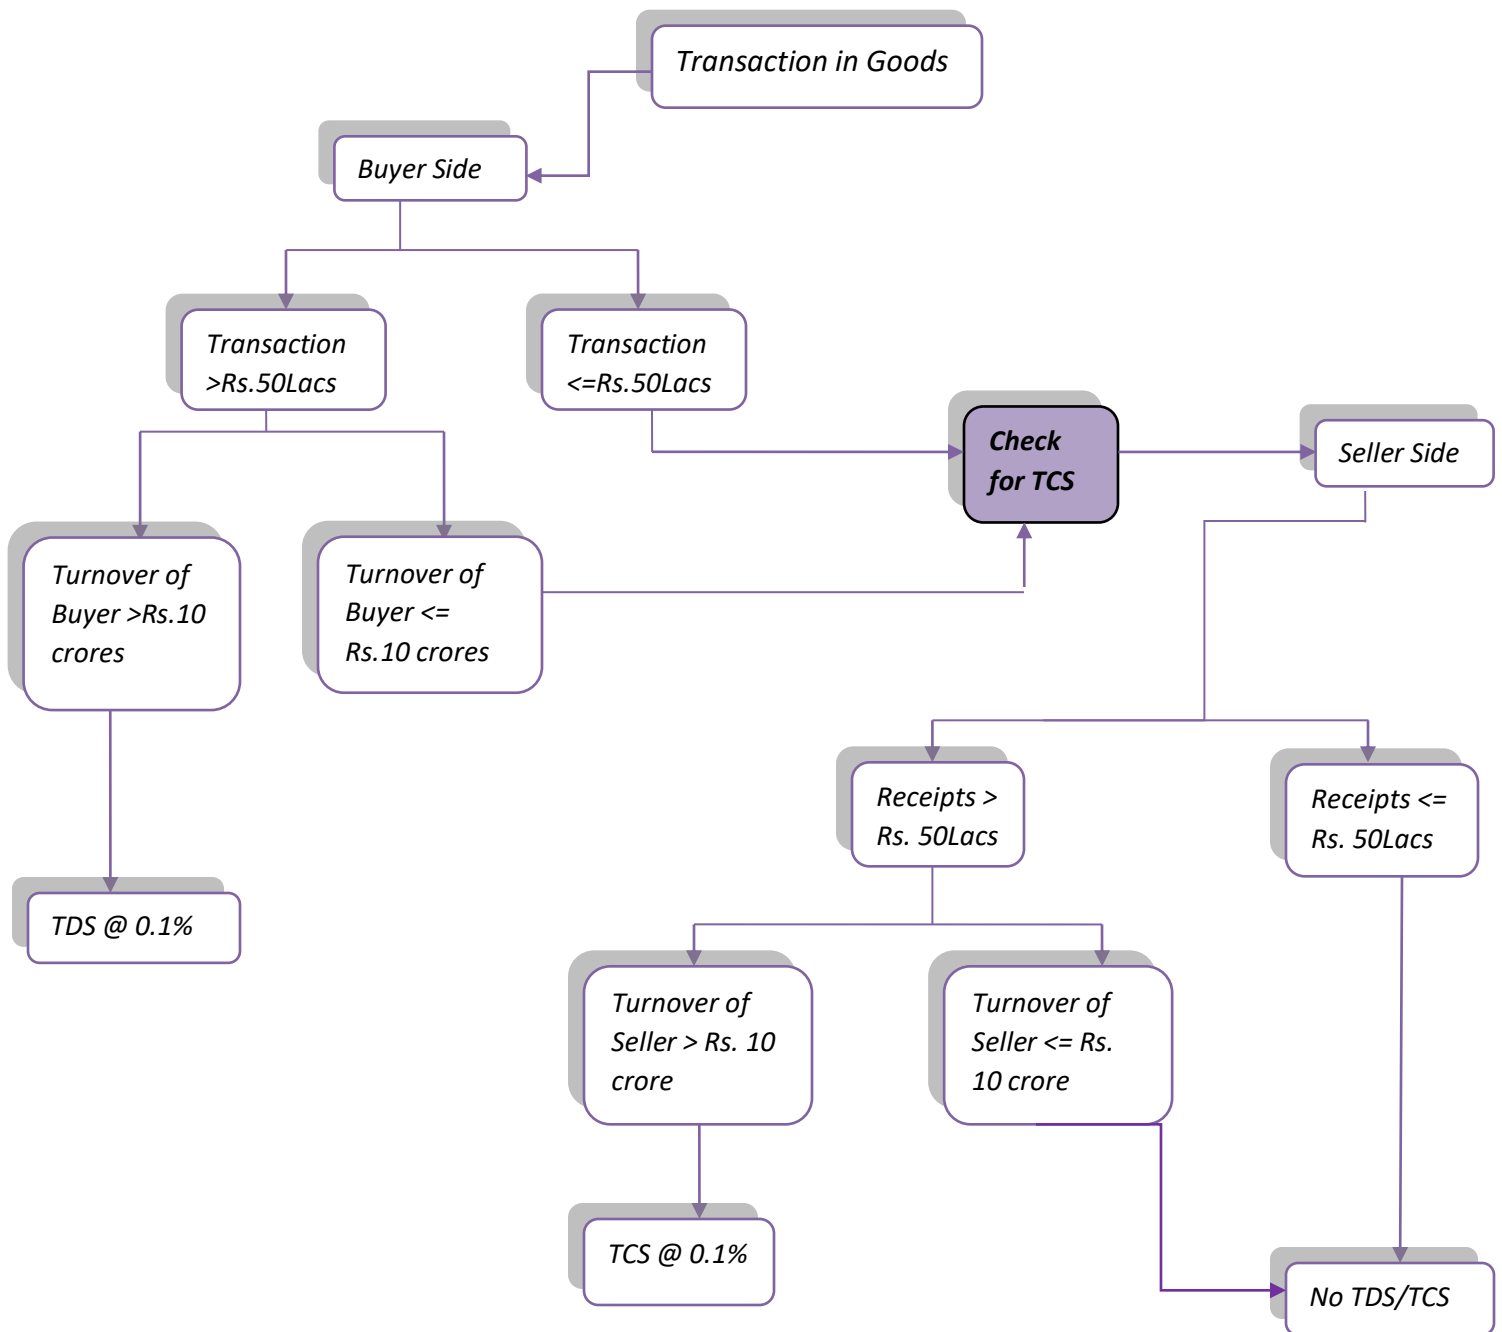 Transaction in Goods
Buyer Side
Transaction
>Rs.50Lacs
Transaction
<=Rs.50Lacs
Check
for TCS
Seller Side
Turnover of
Buyer >Rs.10
crores
Turnover of
Buyer <=
Rs.10 crores
Receipts >
Rs. 50Lacs
Receipts <=
Rs. 50Lacs
TDS @ 0.1%
Turnover of
Seller > Rs. 10
crore
Turnover of
Seller <= Rs.
10 crore
TCS @ 0.1%
No TDS/TCS